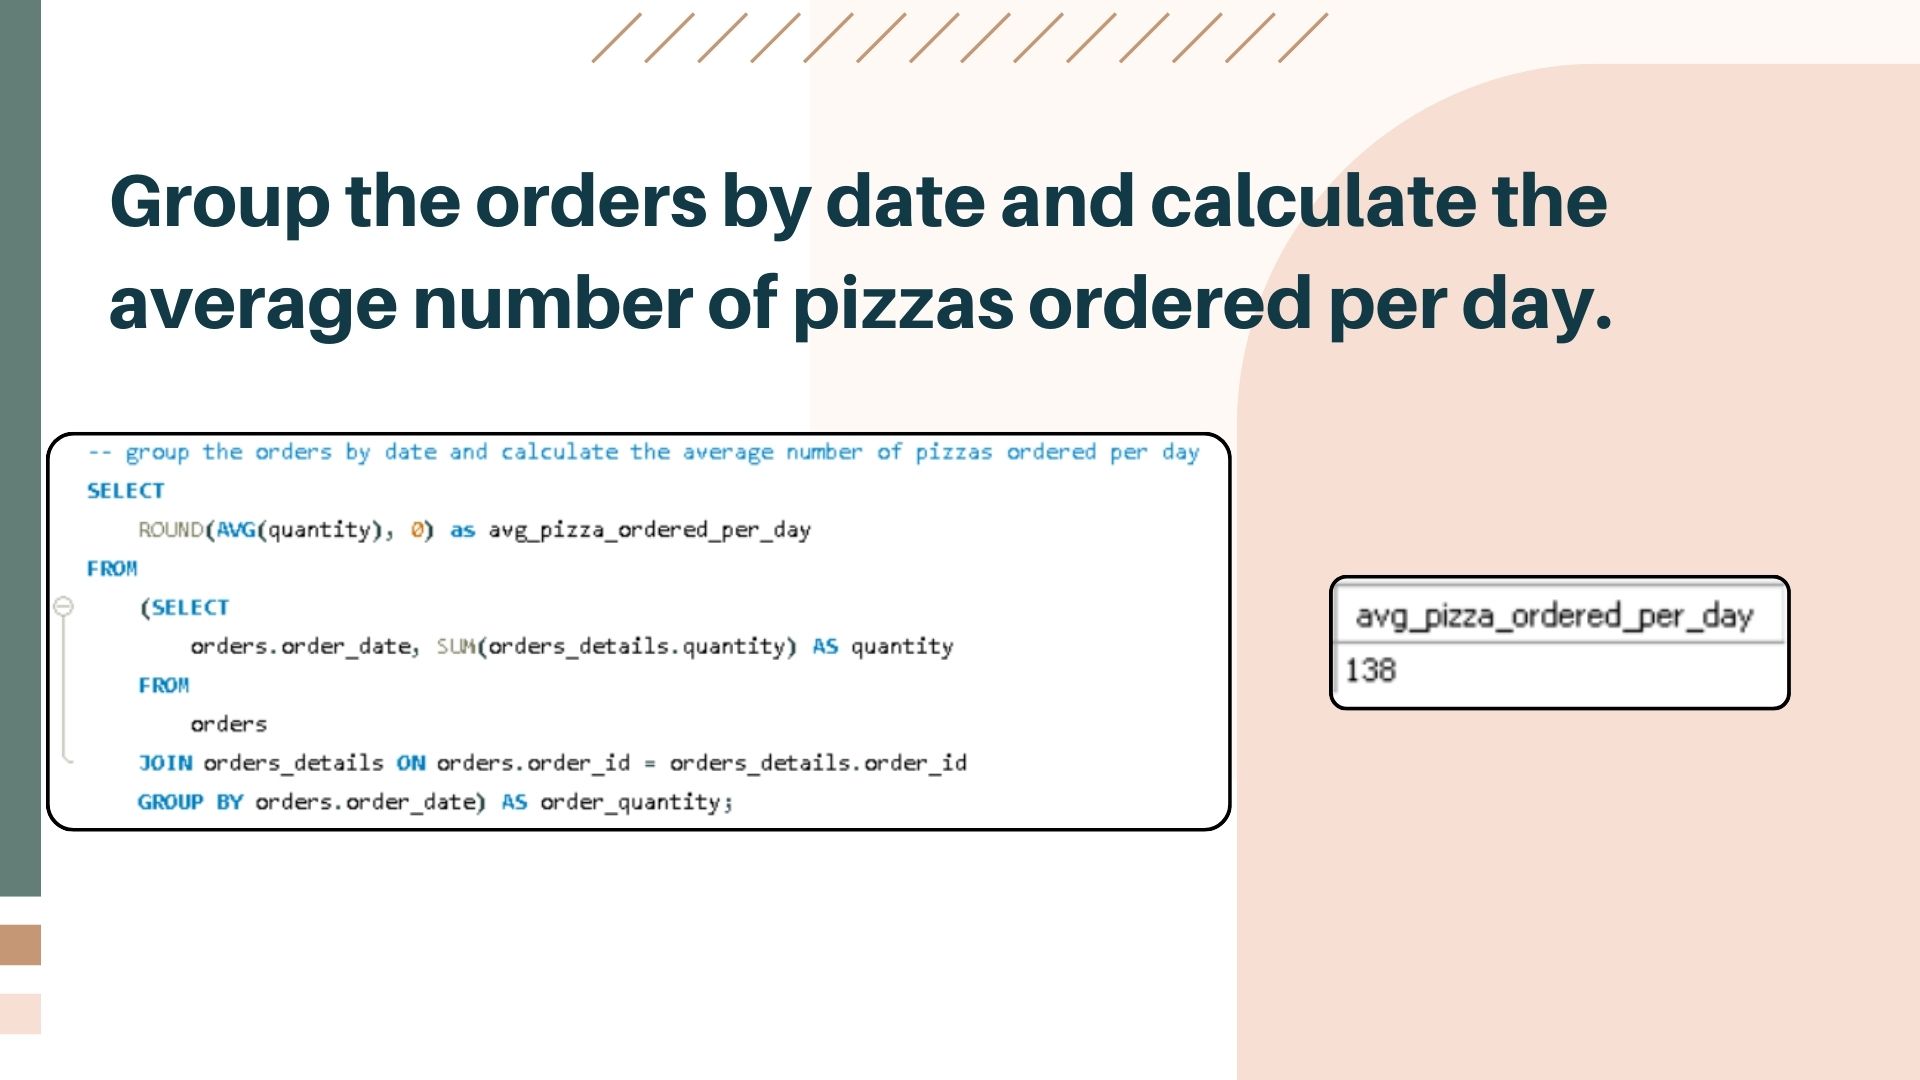 Group the orders by date and calculate the
average number of pizzas ordered per day.
-- group the orders by date and calculate the average number of pizzas ordered per day
SELECT
ROUND(AVG(quantity), 0) as avg_pizza_ordered_per_day
FROM
(SELECT
orders.order_date, SUM(orders_details.quantity) AS quantity
FROM
orders
JOIN orders_details ON orders.order_id = orders_details.order_id
GROUP BY orders.order_date) AS order_quantity;
avg_pizza_ordered_per_day
138